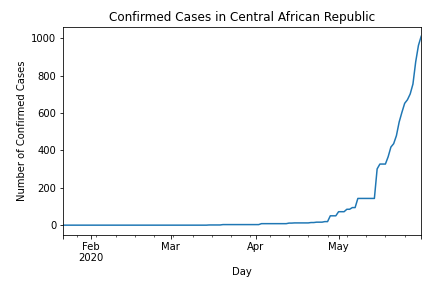 Confirmed Cases in Central African Republic
1000
800
600
400
200
0
Number of Confirmed Cases
Feb
2020
Mar
Apr
May
Day